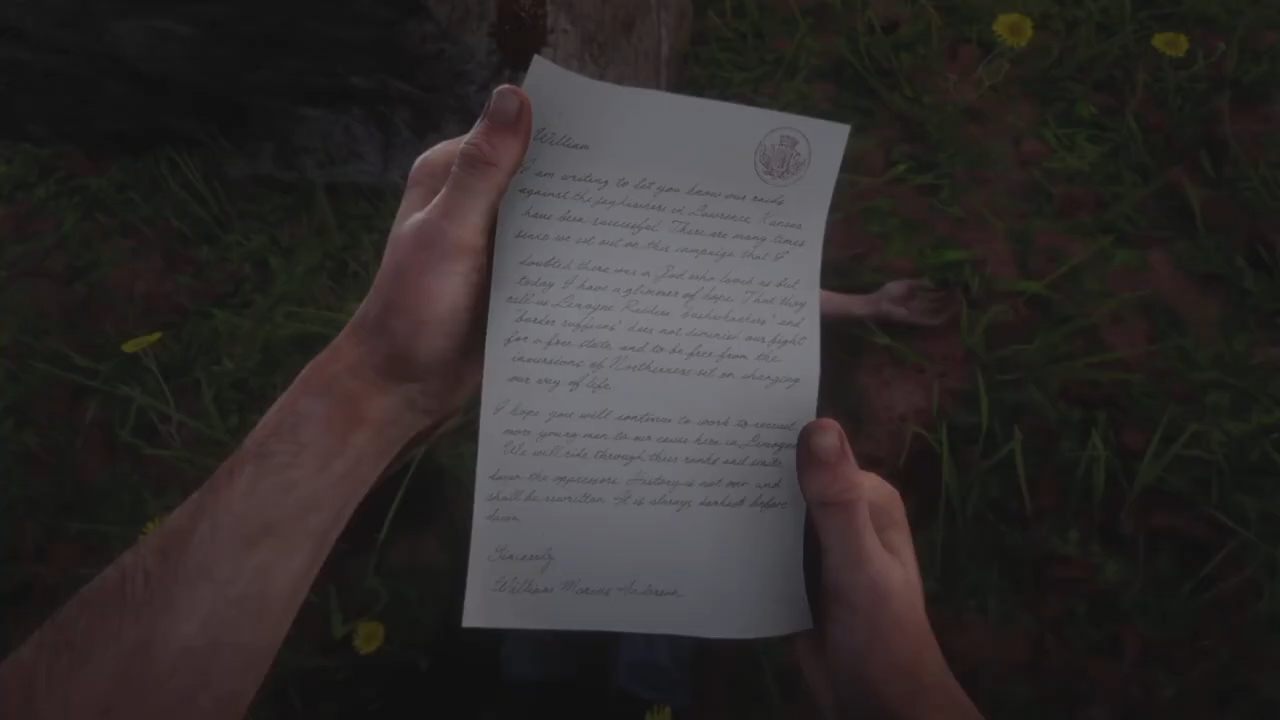 William
I am writing to let you know our raids
against the jayhawkers in Lawrence Kansas
have been successful. There are many times
since we set out on this campaign that I
doubted there was a God who loved us but
today I have a glimmer of hope. That they
call us Lemoyne Raiders, 'bushwhackers' and
'border ruffians' does not diminish our fight
for a free state and to be free from the
incursions of Northerners set on changing
our way of life.
I hope you will continue to work to recruit
more young men to our cause here in Lemoyne
We will ride through their ranks and smite
down the oppressors. History is not over and
shall be rewritten. It is always darkest before
dawn.
Sincerely
William Marcus